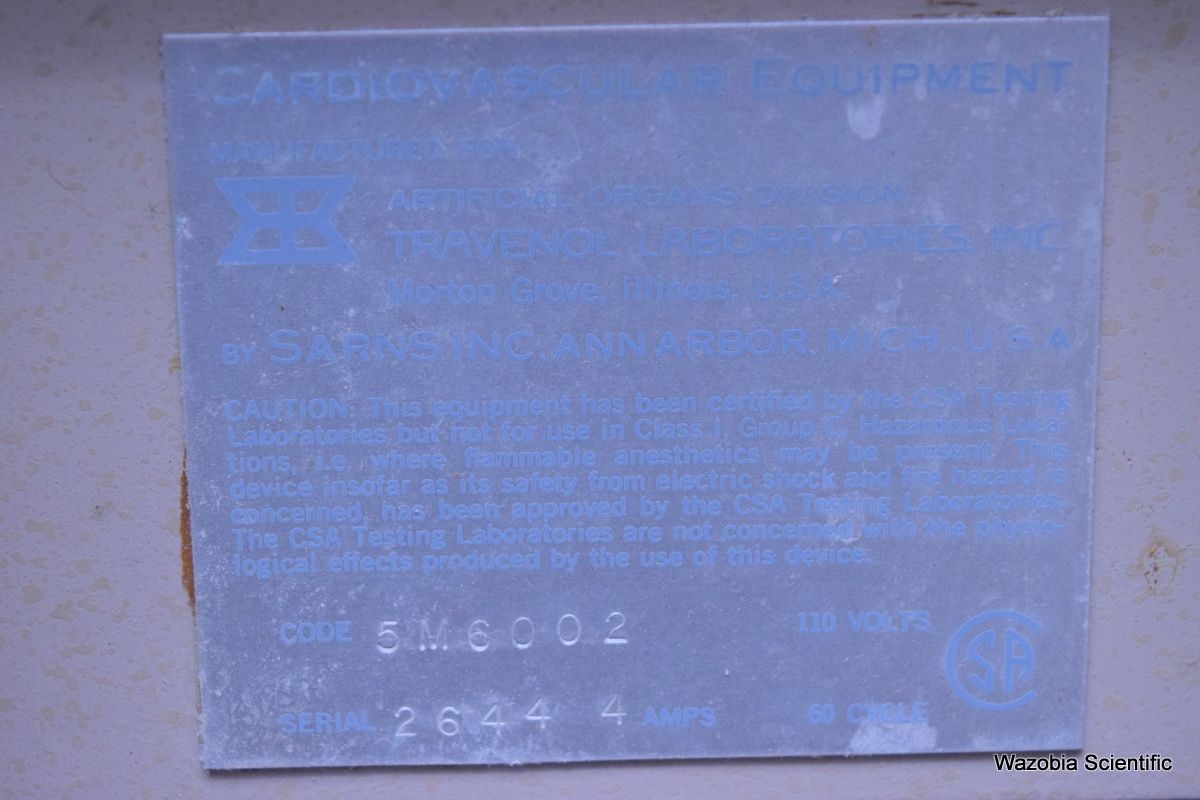 CARDIOVASCULAR EQUIPMENT
MANUFACTURED FOR
ARTIFICIAL ORGANS DIVISION
TRAVENOL LABORATORIES, INC.
Morton Grove, Illinois, U.S.A.
BY SARNS INC. ANN ARBOR, MICH. U.S.A
CAUTION: This equipment has been certified by the CSA Testing
Laboratories but not for use in Class I, Group C, Hazardous Loca-
tions, i.e. where flammable anesthetics may be present. This
device insofar as its safety from electric shock and fire hazard is
concerned, has been approved by the CSA Testing Laboratories.
The CSA Testing Laboratories are not concerned with the physio-
logical effects produced by the use of this device.
CODE 5M6002 110 VOLTS
CSA
SERIAL 2644 4 AMPS 60 CYCLE
Wazobia Scientific